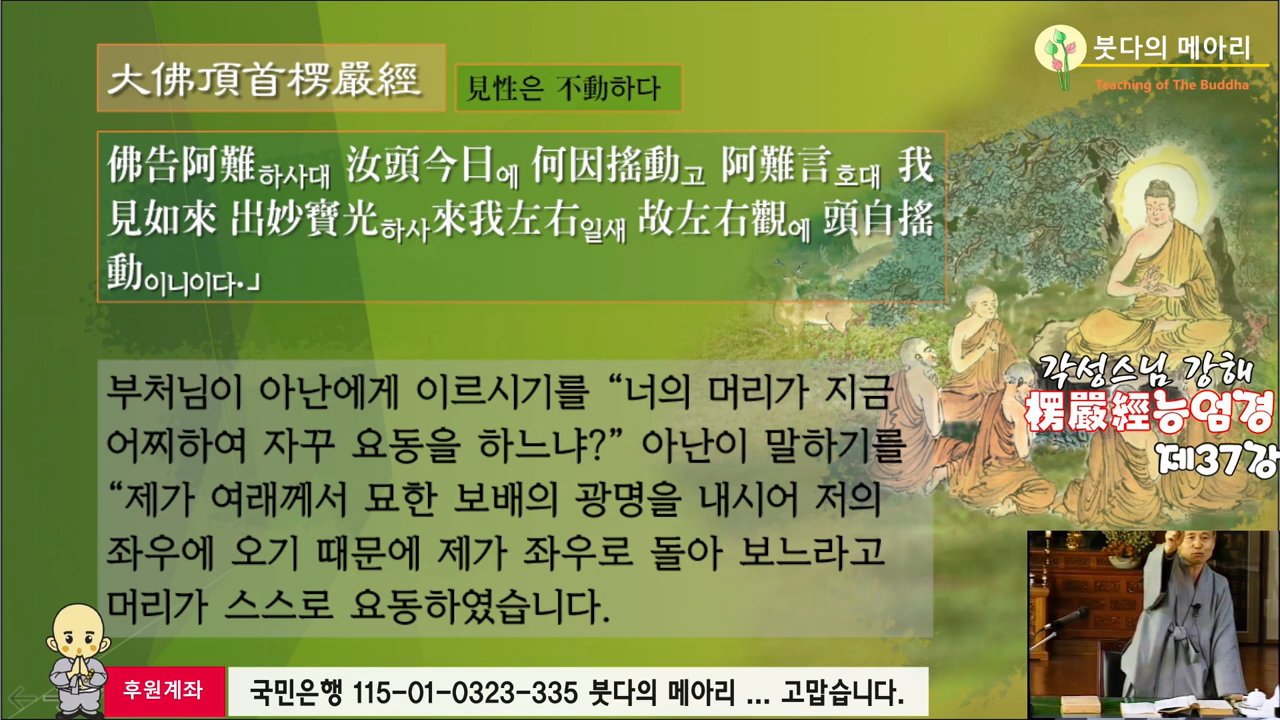 붓다의 메아리
Teaching of The Buddha
大佛頂首楞嚴經
見性은 不動하다
佛告阿難하사대 汝頭今日에 何因搖動고 阿難言호대 我
見如來 出妙寶光하사來我左右일새 故左右觀에 頭自搖
動이니이다.」
부처님이 아난에게 이르시기를 “너의 머리가 지금
어찌하여 자꾸 요동을 하느냐?” 아난이 말하기를
“제가 여래께서 묘한 보배의 광명을 내시어 저의
좌우에 오기 때문에 제가 좌우로 돌아 보느라고
머리가 스스로 요동하였습니다.
각성스님 강해
楞嚴經능엄경
제37강
후원계좌
국민은행 115-01-0323-335 붓다의 메아리 ... 고맙습니다.